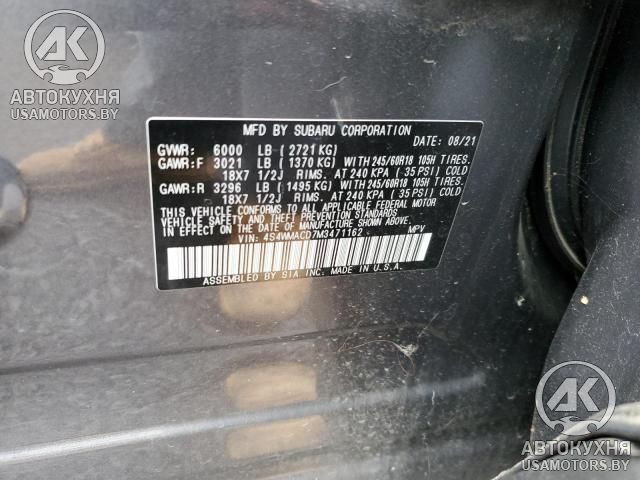 AK
АВТОКУХНЯ
USAMOTORS.BY
MFD BY SUBARU CORPORATION
DATE: 08/21
GVWR: 6000 LB ( 2721 KG)
GAWR:F 3021 LB ( 1370 KG) WITH 245/60R18 105H TIRES.
18X7 1/2J RIMS. AT 240 KPA ( 35 PSI) COLD
GAWR:R 3296 LB ( 1495 KG) WITH 245/60R18 105H TIRES.
18X7 1/2J RIMS. AT 240 KPA ( 35 PSI) COLD
THIS VEHICLE CONFORMS TO ALL APPLICABLE FEDERAL MOTOR
VEHICLE SAFETY AND THEFT PREVENTION STANDARDS
IN EFFECT ON THE DATE OF MANUFACTURE SHOWN ABOVE.
VIN: 4S4WMACD7M3471162 MPV
ASSEMBLED BY SIA INC. MADE IN U.S.A.
AK
АВТОКУХНЯ
USAMOTORS.BY